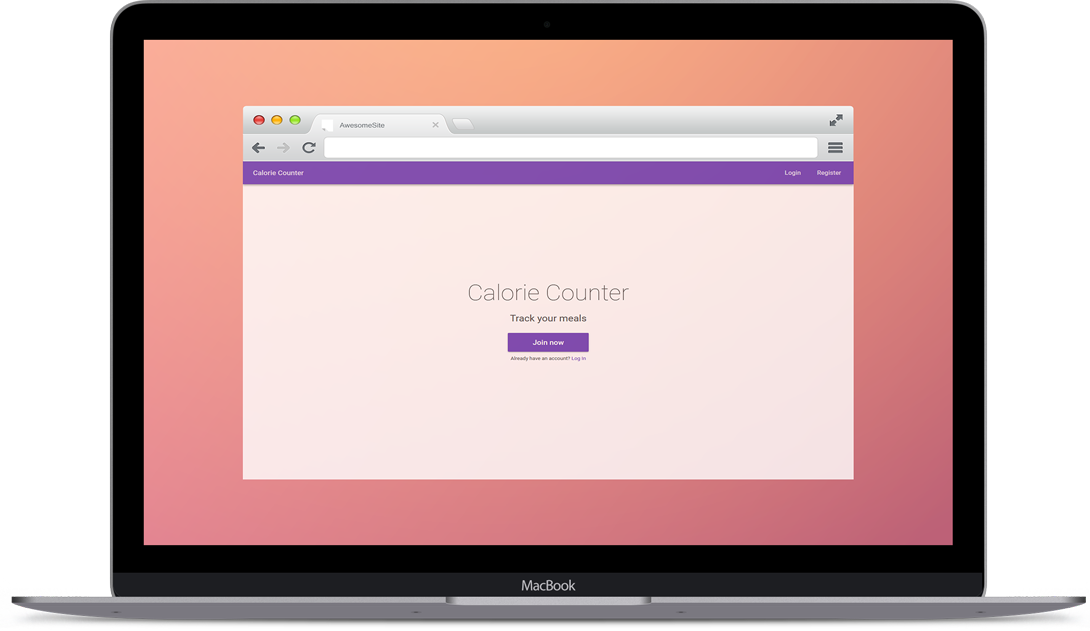 AwesomeSite
Calorie Counter Login Register
Calorie Counter
Track your meals
Join now
Already have an account? Log in
MacBook